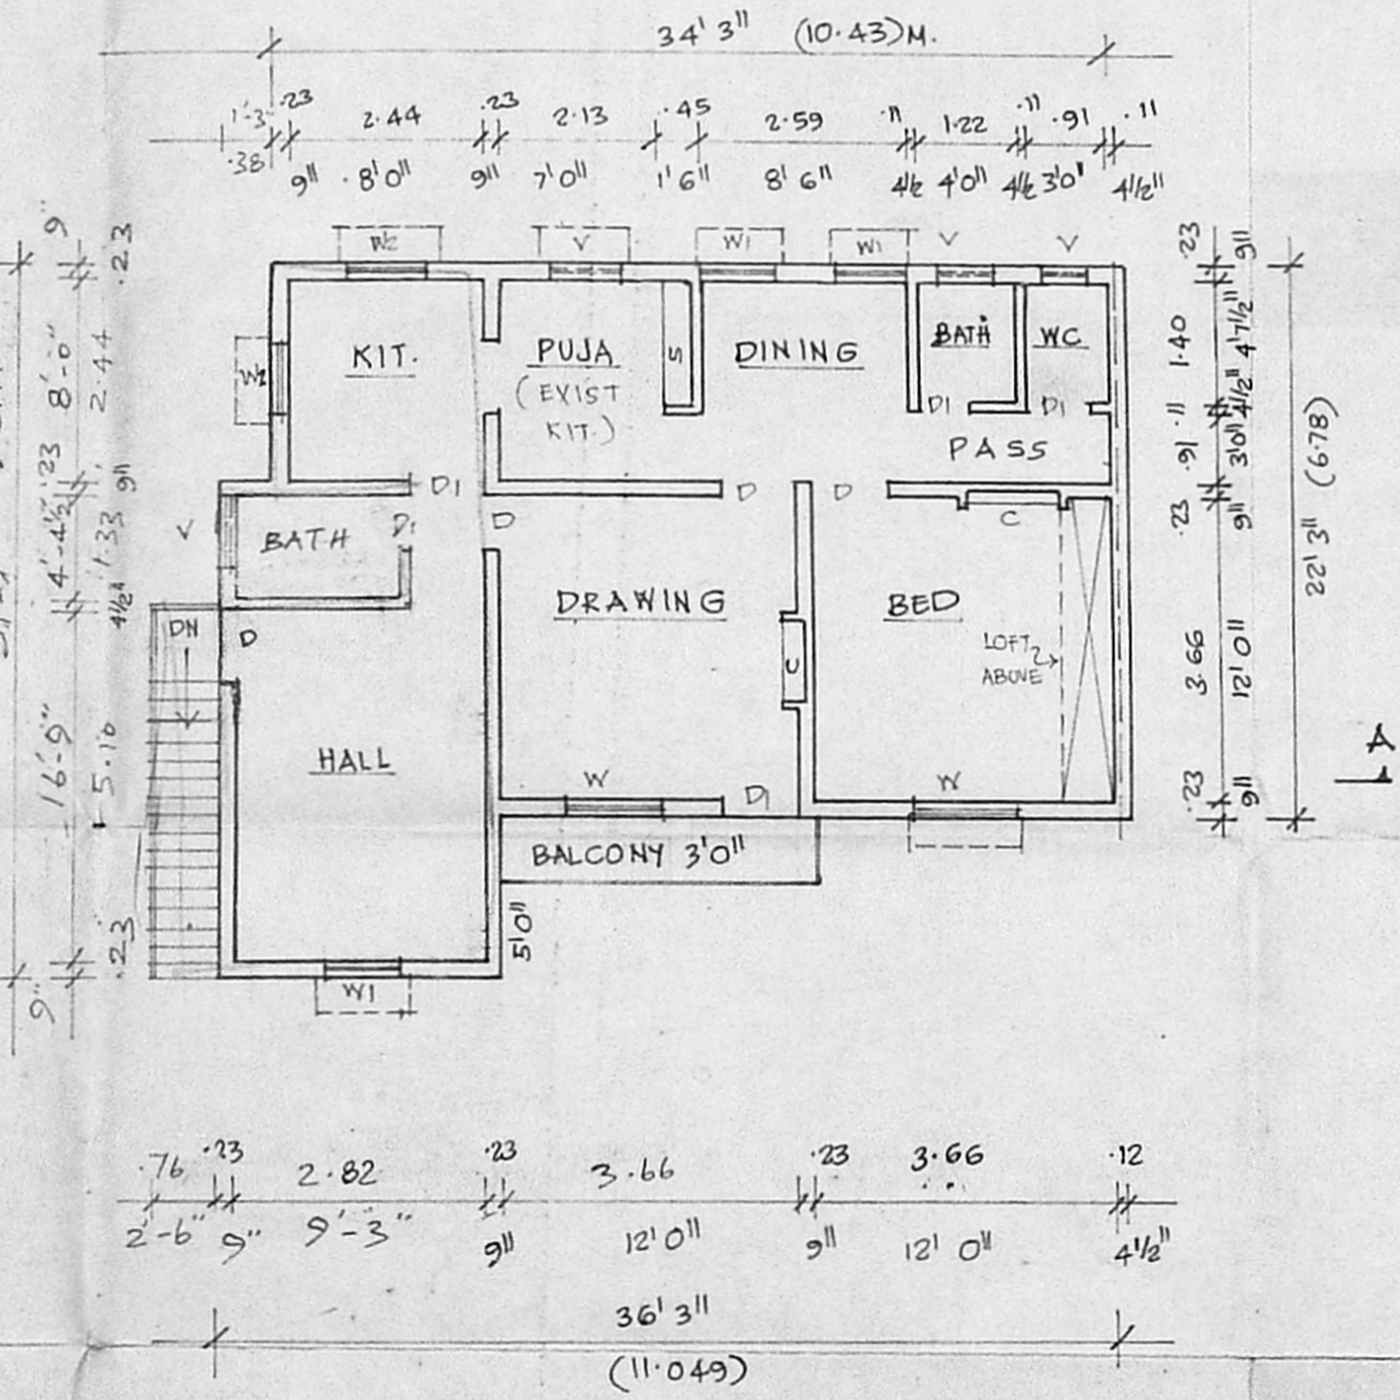 34' 3" (10.43)M.
1'-3" .23 2.44 .23 2.13 .45 2.59 .11 1.22 .11 .91 .11
.38 9" 8'0" 9" 7'0" 1'6" 8' 6" 4½ 4'0" 4½ 3'0" 4½"
W2 V W1 W1 V V
9" .23
.23 9"
KIT. PUJA S DINING BATH WC
(EXIST
KIT.)
W2
8'-0" 2.44
1.40 4'7½"
D1 D1
.11 4½"
PASS
.91 3'0"
22' 3" (6.78)
.23 9"
D1 D D
.23 9"
V BATH D1 D C
4'-4½" 1.33
4½"
DN D
DRAWING BED
C
LOFT
ABOVE
3.66 12'0"
HALL
16'-9" 5.10
W D1 W
.23 9"
A
BALCONY 3'0"
5'0"
.23
9"
W1
.76 .23 2.82 .23 3.66 .23 3.66 .12
2'-6" 9" 9'-3" 9" 12'0" 9" 12' 0" 4½"
36' 3"
(11.049)